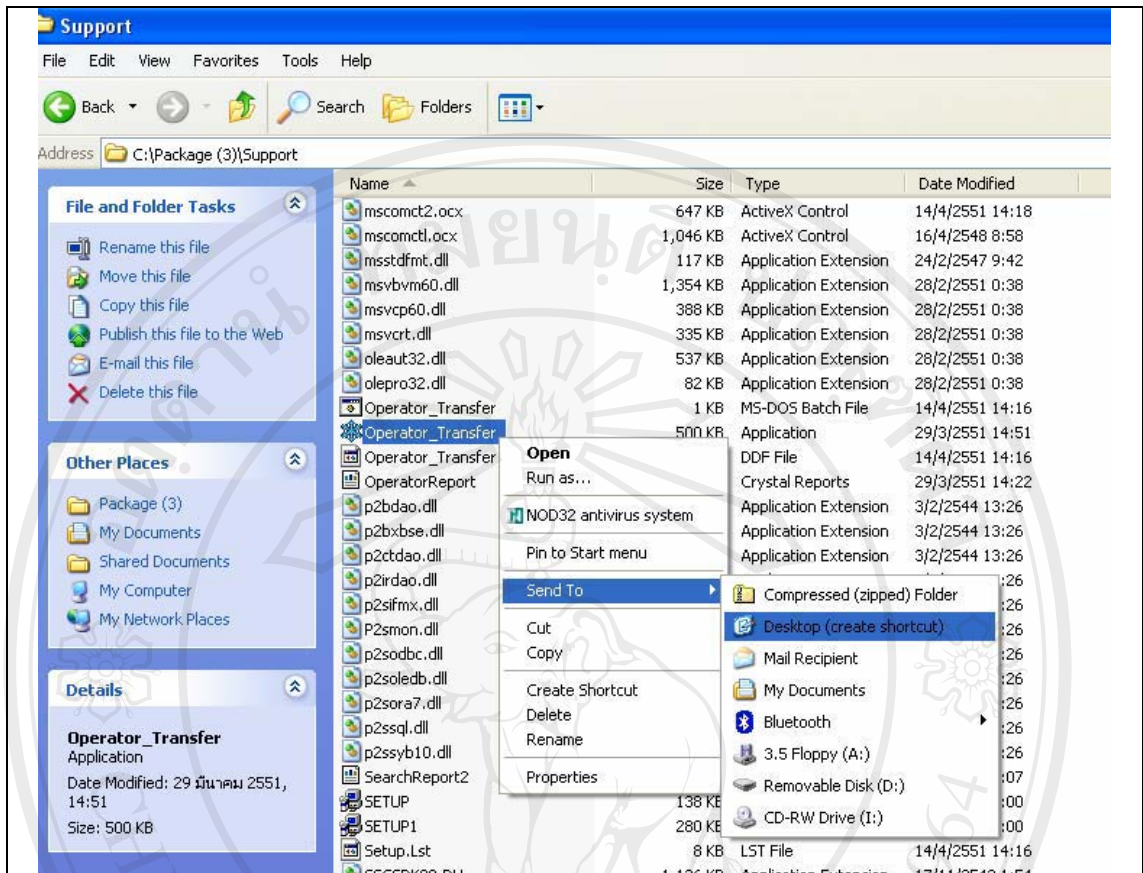 Support
File Edit View Favorites Tools Help
Back Search Folders
Address C:\Package (3)\Support
File and Folder Tasks
Rename this file
Move this file
Copy this file
Publish this file to the Web
E-mail this file
Delete this file
Other Places
Package (3)
My Documents
Shared Documents
My Computer
My Network Places
Details
Operator_Transfer
Application
Date Modified: 29 มีนาคม 2551,
14:51
Size: 500 KB
Name Size Type Date Modified
mscomct2.ocx 647 KB ActiveX Control 14/4/2551 14:18
mscomctl.ocx 1,046 KB ActiveX Control 16/4/2548 8:58
msstdfmt.dll 117 KB Application Extension 24/2/2547 9:42
msvbvm60.dll 1,354 KB Application Extension 28/2/2551 0:38
msvcp60.dll 388 KB Application Extension 28/2/2551 0:38
msvcrt.dll 335 KB Application Extension 28/2/2551 0:38
oleaut32.dll 537 KB Application Extension 28/2/2551 0:38
olepro32.dll 82 KB Application Extension 28/2/2551 0:38
Operator_Transfer 1 KB MS-DOS Batch File 14/4/2551 14:16
Operator_Transfer 500 KB Application 29/3/2551 14:51
Operator_Transfer DDF File 14/4/2551 14:16
OperatorReport Crystal Reports 29/3/2551 14:22
p2bdao.dll Application Extension 3/2/2544 13:26
p2bxbse.dll Application Extension 3/2/2544 13:26
p2ctdao.dll Application Extension 3/2/2544 13:26
p2irdao.dll :26
p2sifmx.dll :26
P2smon.dll :26
p2sodbc.dll :26
p2soledb.dll :26
p2sora7.dll :26
p2ssql.dll :26
p2ssyb10.dll :26
SearchReport2 :07
SETUP 138 KB :00
SETUP1 280 KB :00
Setup.Lst 8 KB LST File 14/4/2551 14:16
Open
Run as...
NOD32 antivirus system
Pin to Start menu
Send To
Cut
Copy
Create Shortcut
Delete
Rename
Properties
Compressed (zipped) Folder
Desktop (create shortcut)
Mail Recipient
My Documents
Bluetooth
3.5 Floppy (A:)
Removable Disk (D:)
CD-RW Drive (I:)